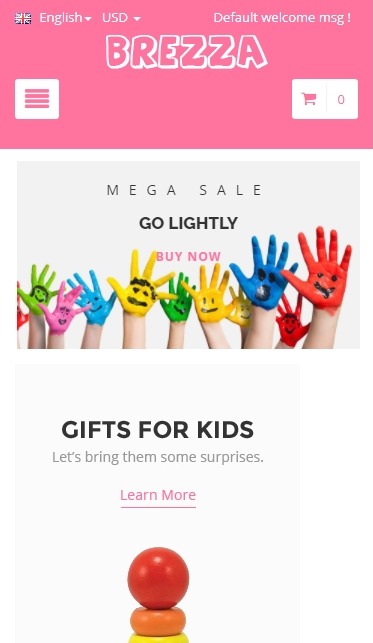 English USD Default welcome msg !
BREZZA
0
MEGA SALE
GO LIGHTLY
BUY NOW
GIFTS FOR KIDS
Let's bring them some surprises.
Learn More